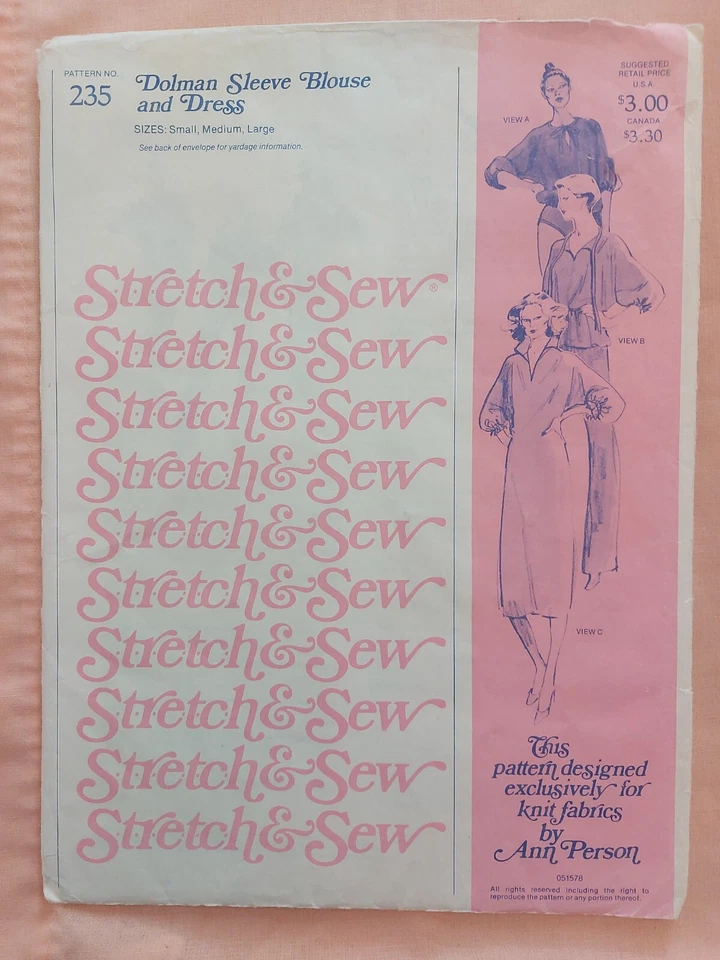 PATTERN NO.
235
Dolman Sleeve Blouse
and Dress
SIZES: Small, Medium, Large
See back of envelope for yardage information.
SUGGESTED
RETAIL PRICE
U.S.A.
$3.00
CANADA
$3.30
VIEW A
VIEW B
VIEW C
Stretch & Sew®
Stretch & Sew
Stretch & Sew
Stretch & Sew
Stretch & Sew
Stretch & Sew
Stretch & Sew
Stretch & Sew
Stretch & Sew
Stretch & Sew
This
pattern designed
exclusively for
knit fabrics
by
Ann Person
051578
All rights reserved including the right to
reproduce the pattern or any portion thereof.